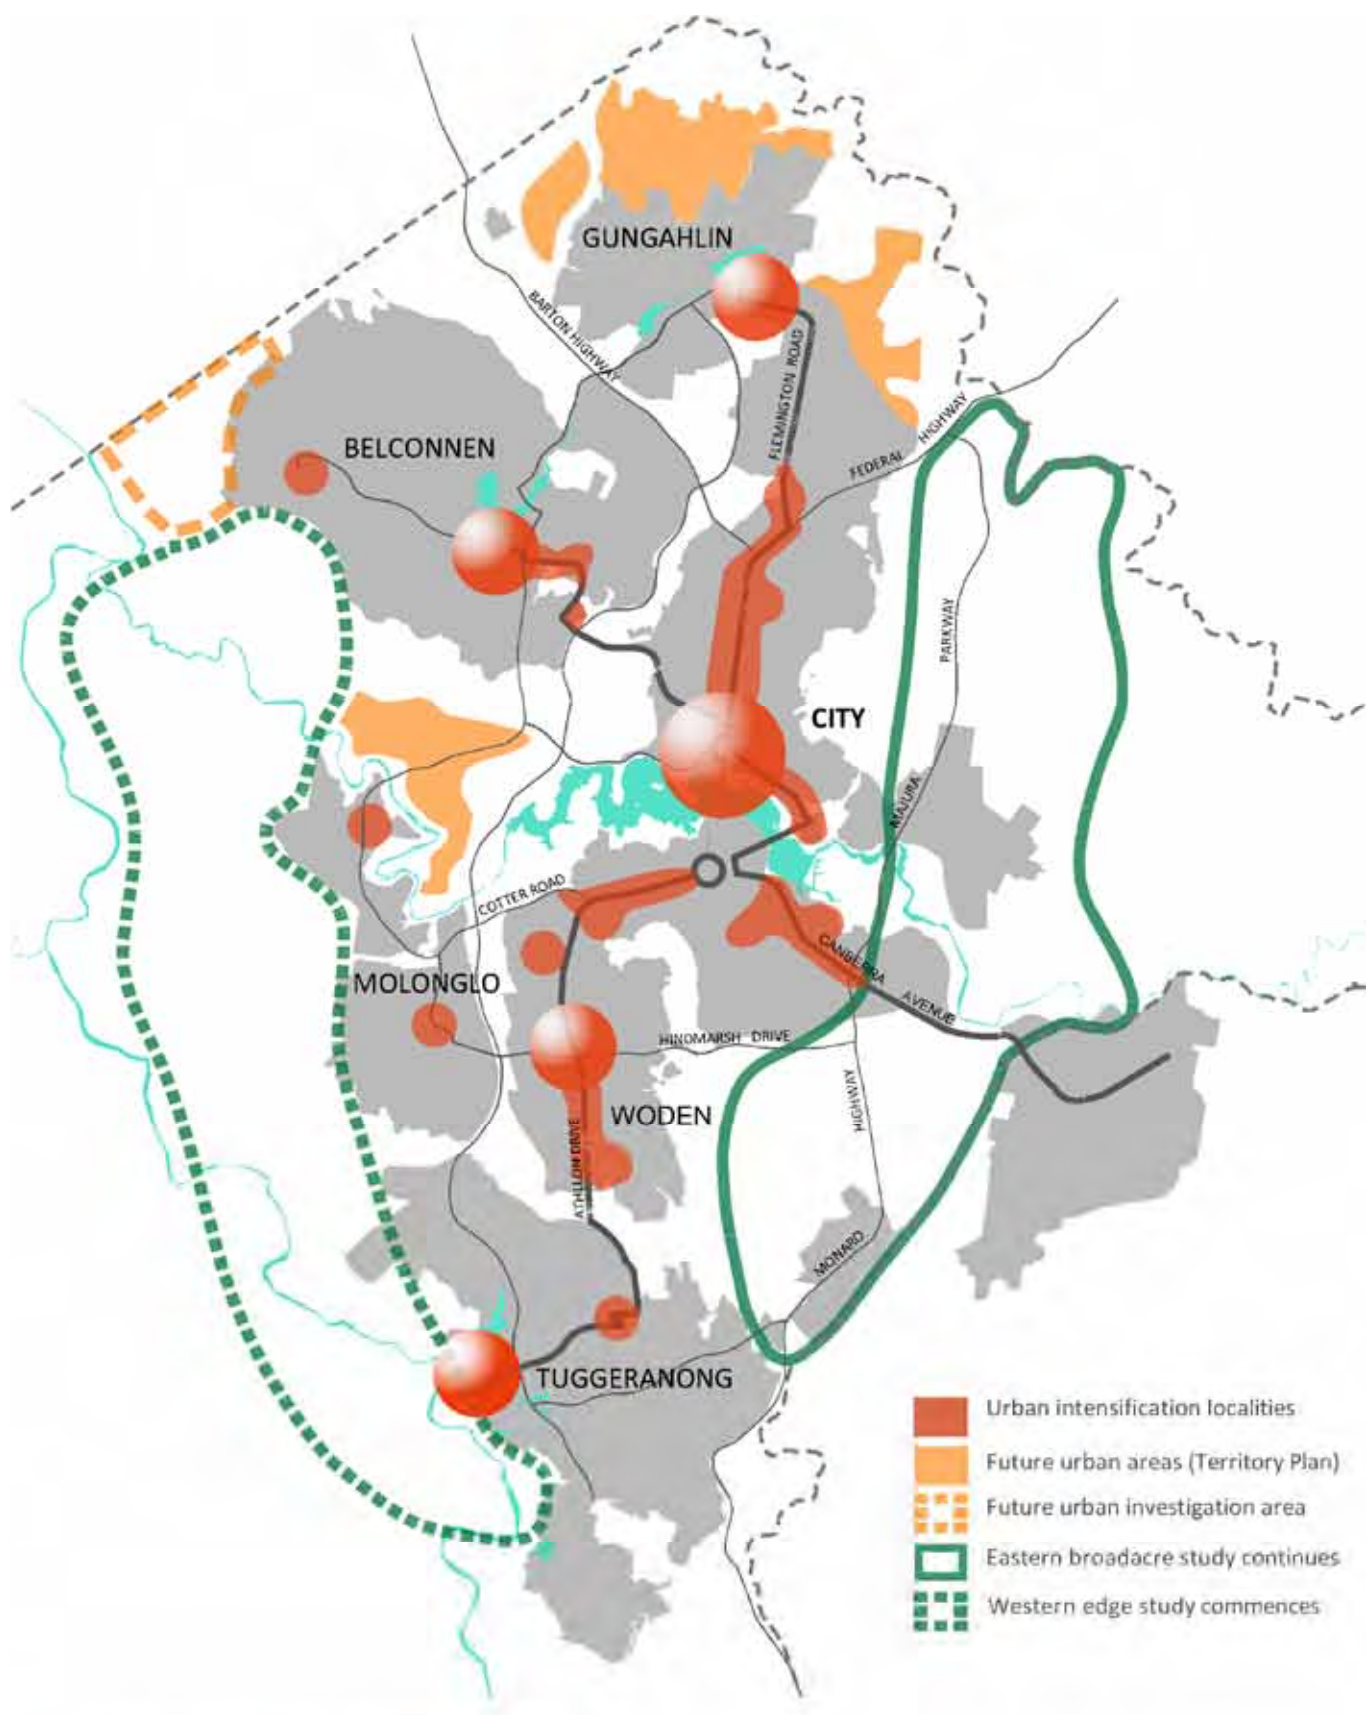 GUNGAHLIN
BARTON HIGHWAY
FLEMINGTON ROAD
BELCONNEN
FEDERAL HIGHWAY
PARKWAY
CITY
MAJURA
COTTER ROAD
CANBERRA
AVENUE
MOLONGLO
HINDMARSH DRIVE
HIGHWAY
WODEN
ATHLLON DRIVE
MONARD
TUGGERANONG
Urban intensification localities
Future urban areas (Territory Plan)
Future urban investigation area
Eastern broadacre study continues
Western edge study commences